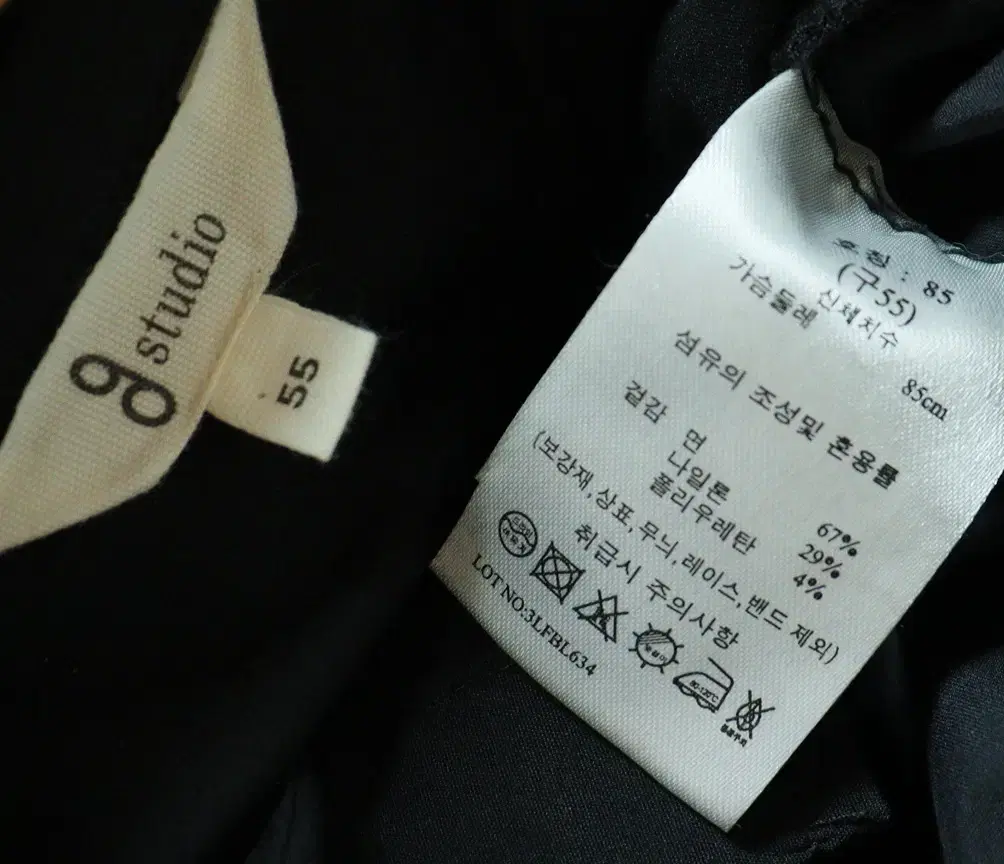 g studio
55
호칭 : 85
(구55)
신체치수
가슴둘레 85cm
섬유의 조성및 혼용률
겉감 면 67%
나일론 29%
폴리우레탄 4%
(보강재,상표,무늬,레이스,밴드 제외)
취급시 주의사항
80-120℃
LOT NO:3LFBL634